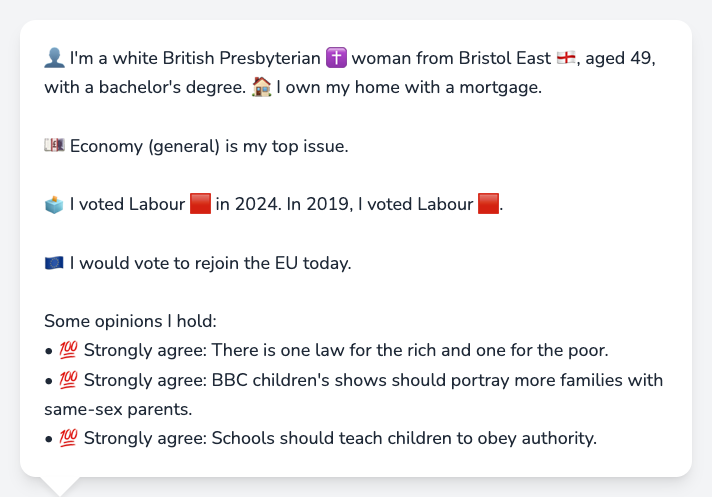 👤 I'm a white British Presbyterian ✝️ woman from Bristol East 🏴󠁧󠁢󠁥󠁮󠁧󠁿, aged 49,
with a bachelor's degree. 🏠 I own my home with a mortgage.
💷 Economy (general) is my top issue.
🗳️ I voted Labour 🟥 in 2024. In 2019, I voted Labour 🟥.
🇪🇺 I would vote to rejoin the EU today.
Some opinions I hold:
• 💯 Strongly agree: There is one law for the rich and one for the poor.
• 💯 Strongly agree: BBC children's shows should portray more families with
same-sex parents.
• 💯 Strongly agree: Schools should teach children to obey authority.